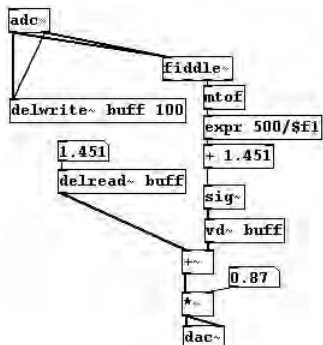 adc~
fiddle~
mtof
delwrite~ buff 100
expr 500/$f1
1.451
+ 1.451
delread~ buff
sig~
vd~ buff
+~
0.87
*~
dac~